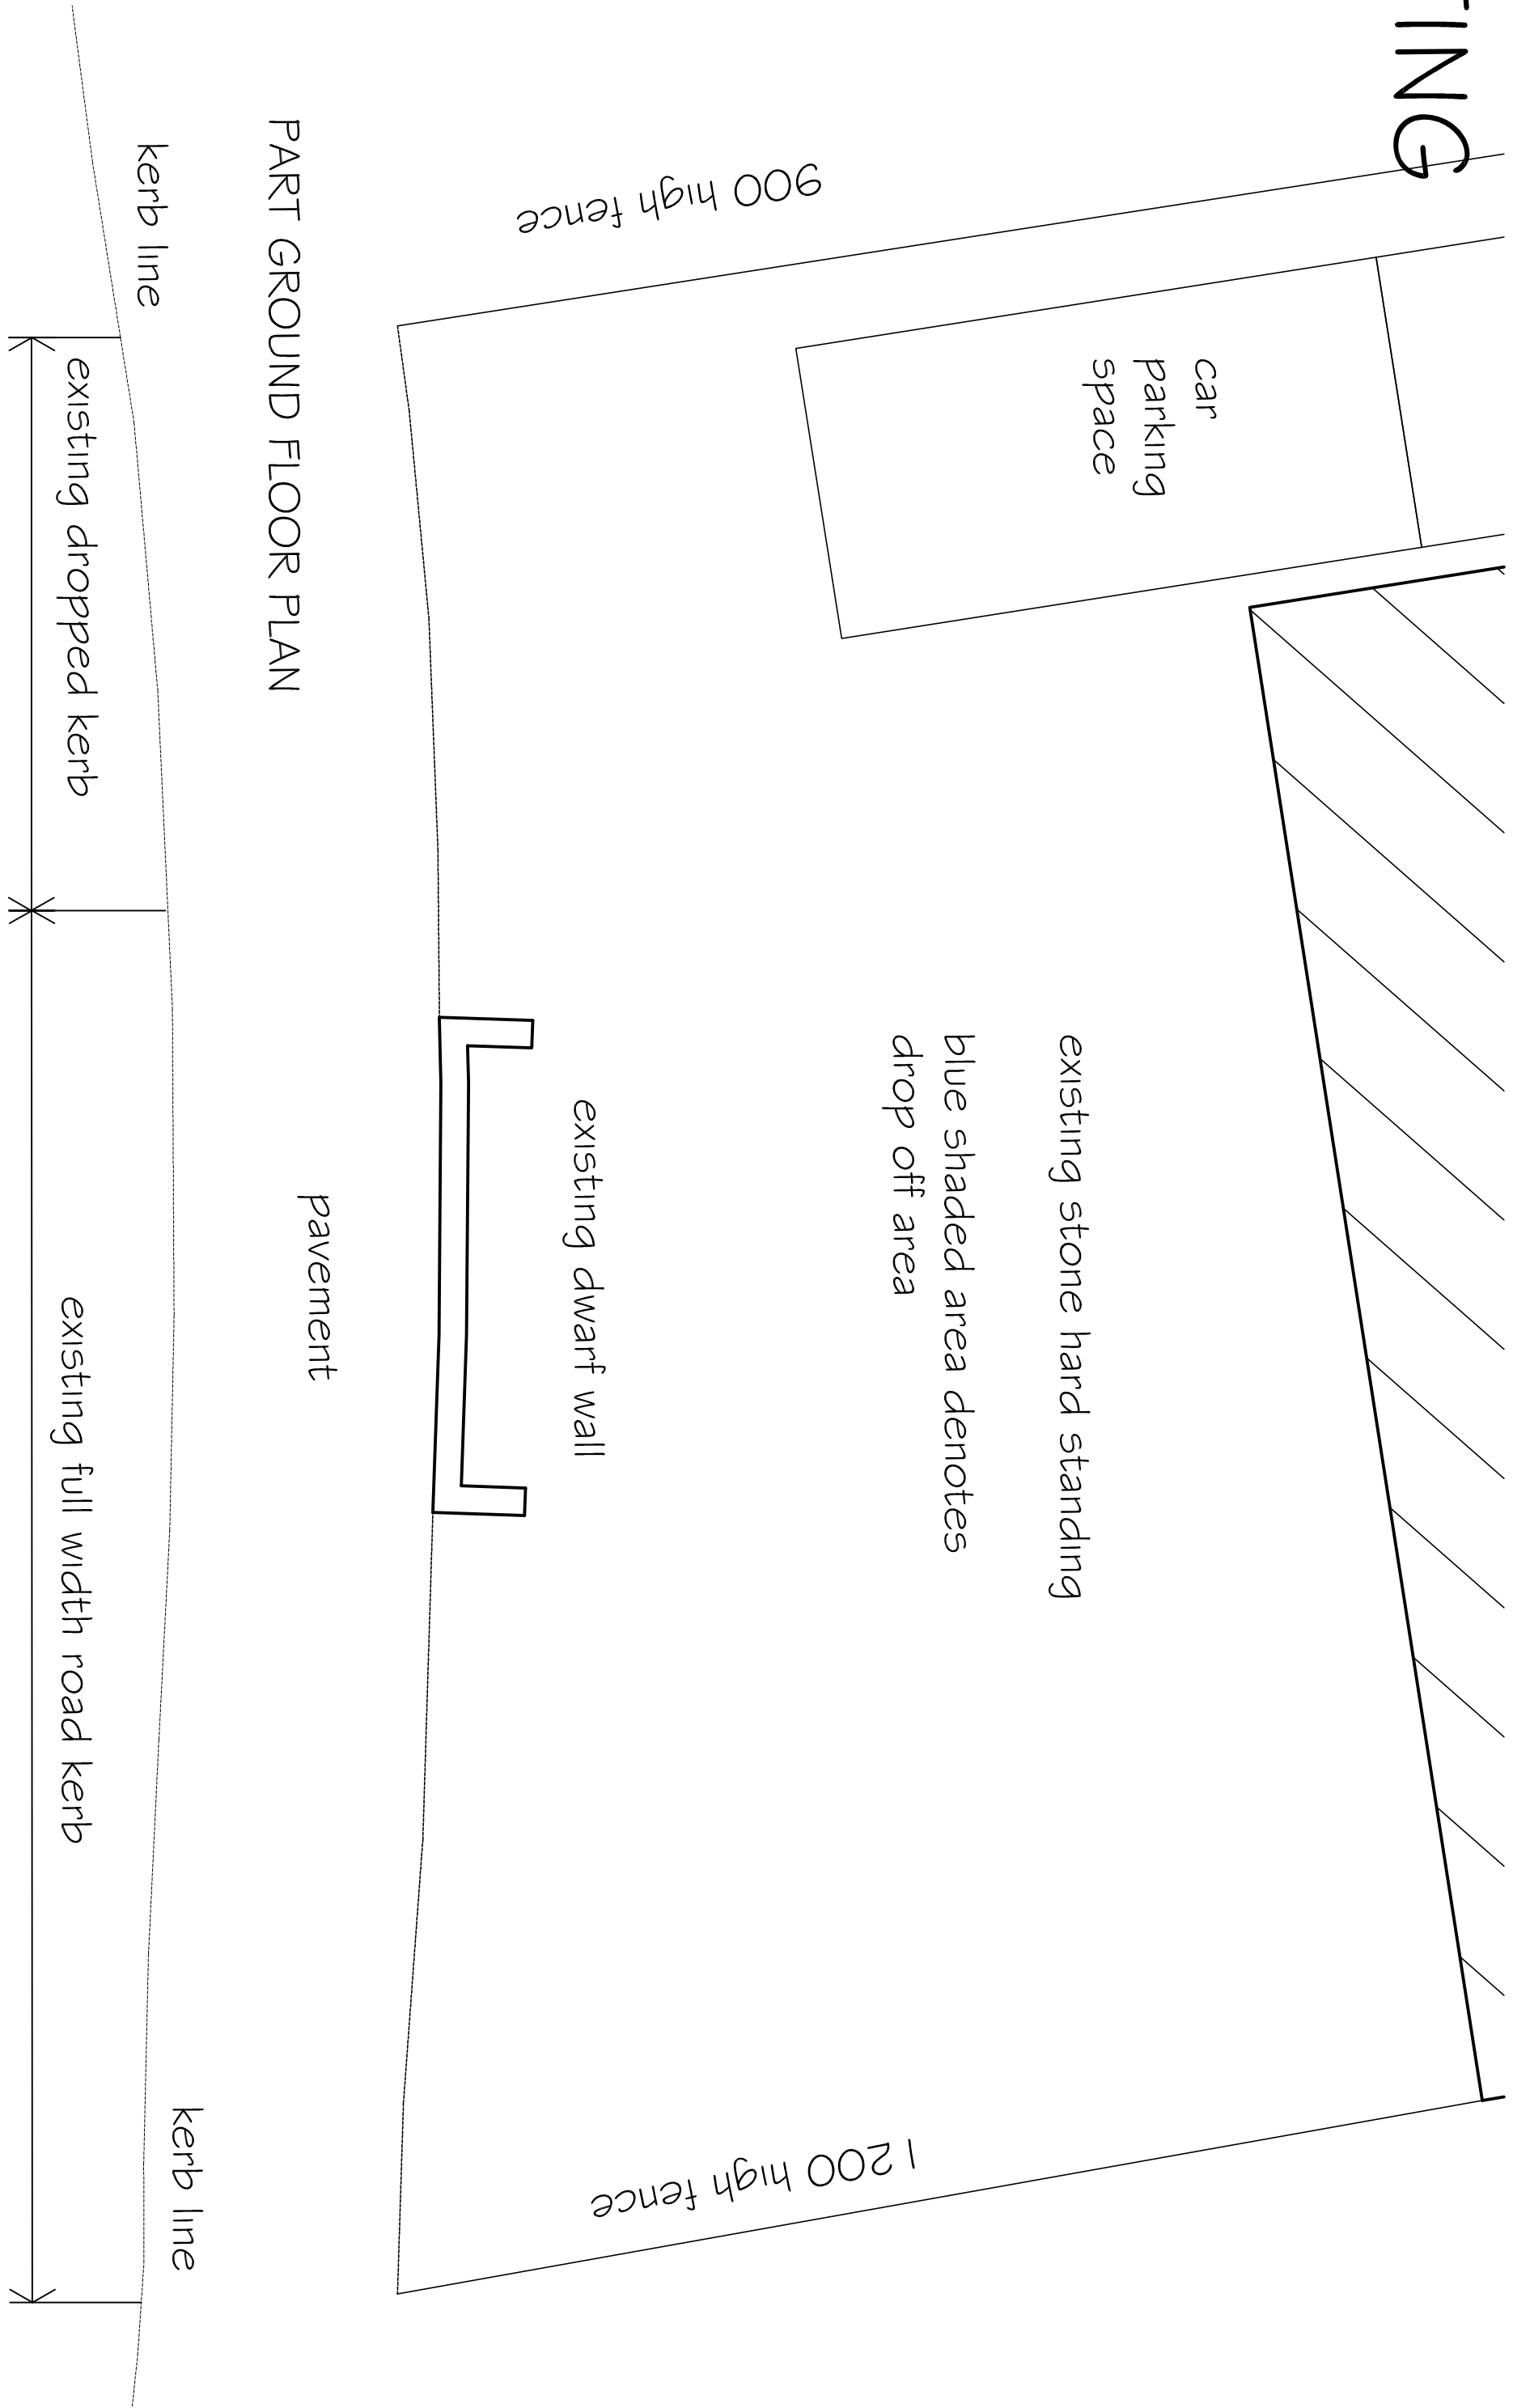 TING
900 high fence
car
parking
space
existing stone hard standing
blue shaded area denotes
drop off area
existing dwarf wall
1200 high fence
pavement
PART GROUND FLOOR PLAN
kerb line
kerb line
existing dropped kerb
existing full width road kerb